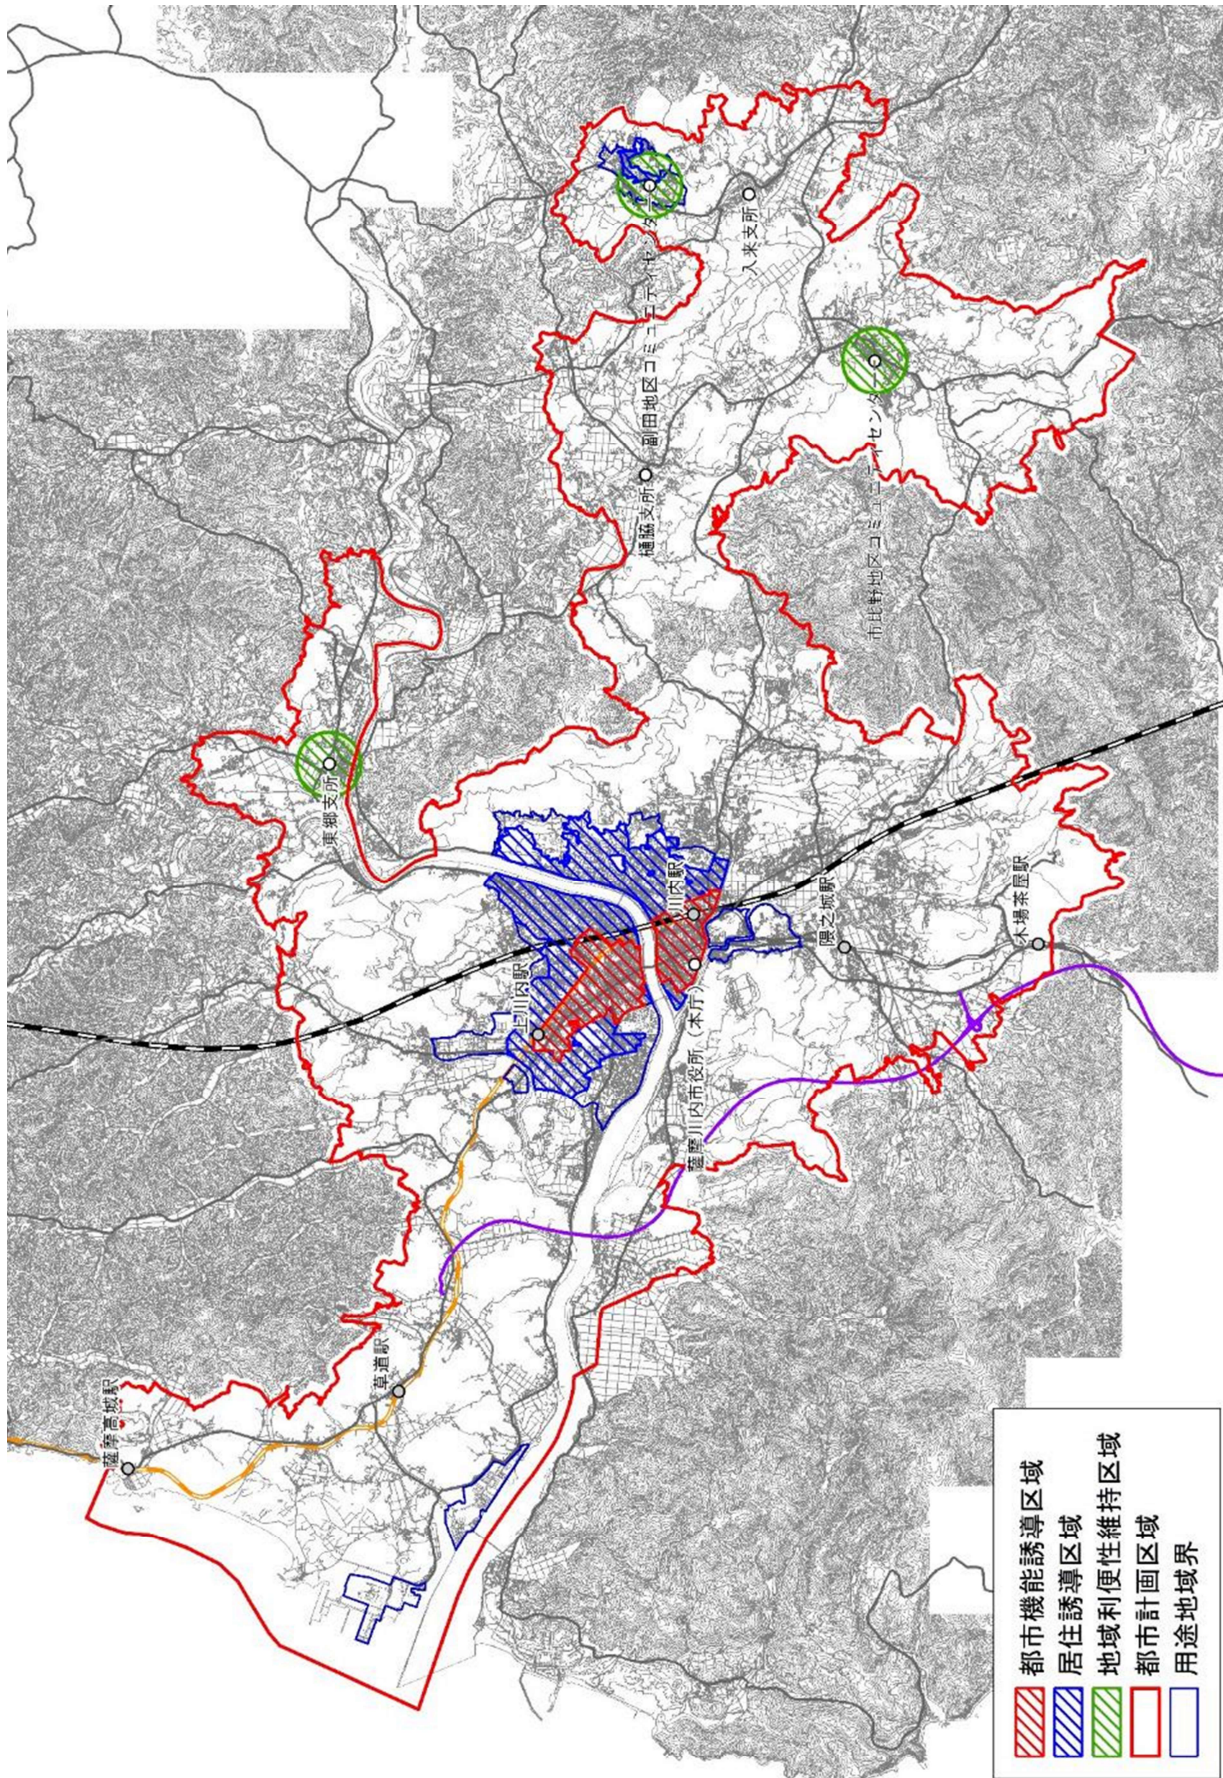 薩摩高城駅
草道駅
上川内駅
川内駅
薩摩川内市役所（本庁）
隈之城駅
木場茶屋駅
東郷支所
樋脇支所
副田地区コミュニティセンター
入来支所
市比野地区コミュニティセンター
都市機能誘導区域
居住誘導区域
地域利便性維持区域
都市計画区域
用途地域界